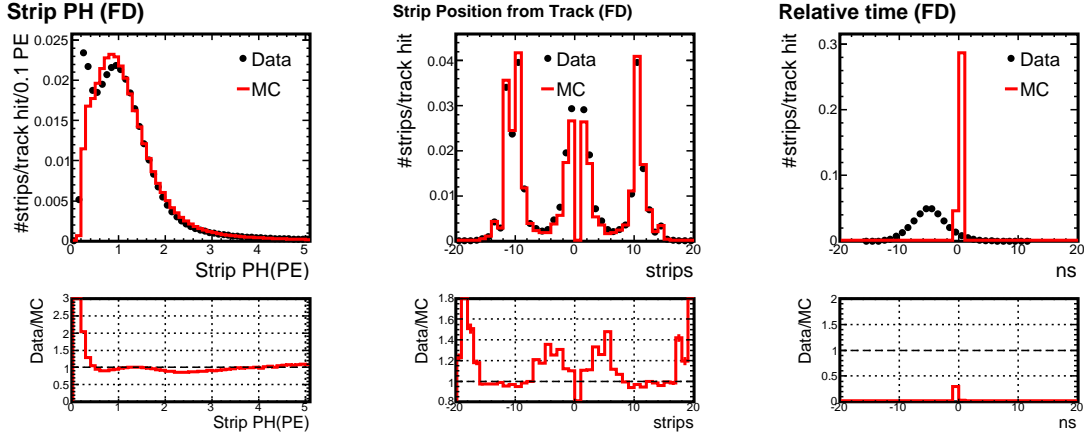 Strip PH (FD)
#strips/track hit/0.1 PE
0.025
0.02
0.015
0.01
0.005
0
Data
MC
0 1 2 3 4 5
Strip PH(PE)
Data/MC
3
2.5
2
1.5
1
0.5
0
0 1 2 3 4 5
Strip PH(PE)
Strip Position from Track (FD)
#strips/track hit
0.04
0.03
0.02
0.01
0
Data
MC
-20 -10 0 10 20
strips
Data/MC
1.8
1.6
1.4
1.2
1
0.8
-20 -10 0 10 20
strips
Relative time (FD)
#strips/track hit
0.3
0.2
0.1
0
Data
MC
-20 -10 0 10 20
ns
Data/MC
2
1.5
1
0.5
0
-20 -10 0 10 20
ns